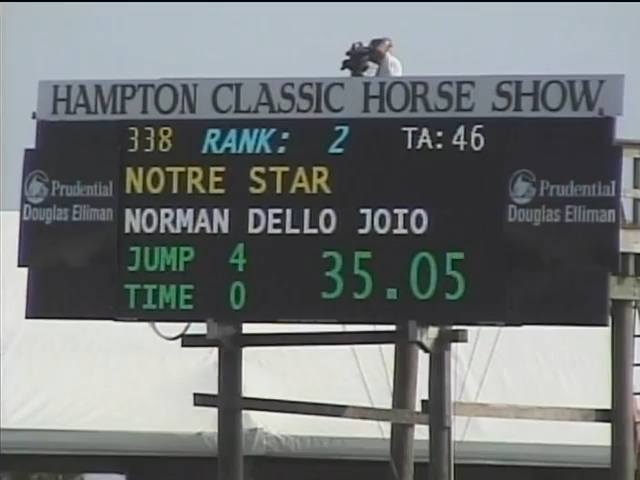 HAMPTON CLASSIC HORSE SHOW
338 RANK: 2 TA: 46
Prudential
Douglas Elliman
NOTRE STAR
NORMAN DELLO JOIO
JUMP 4
TIME 0
35.05
Prudential
Douglas Elliman